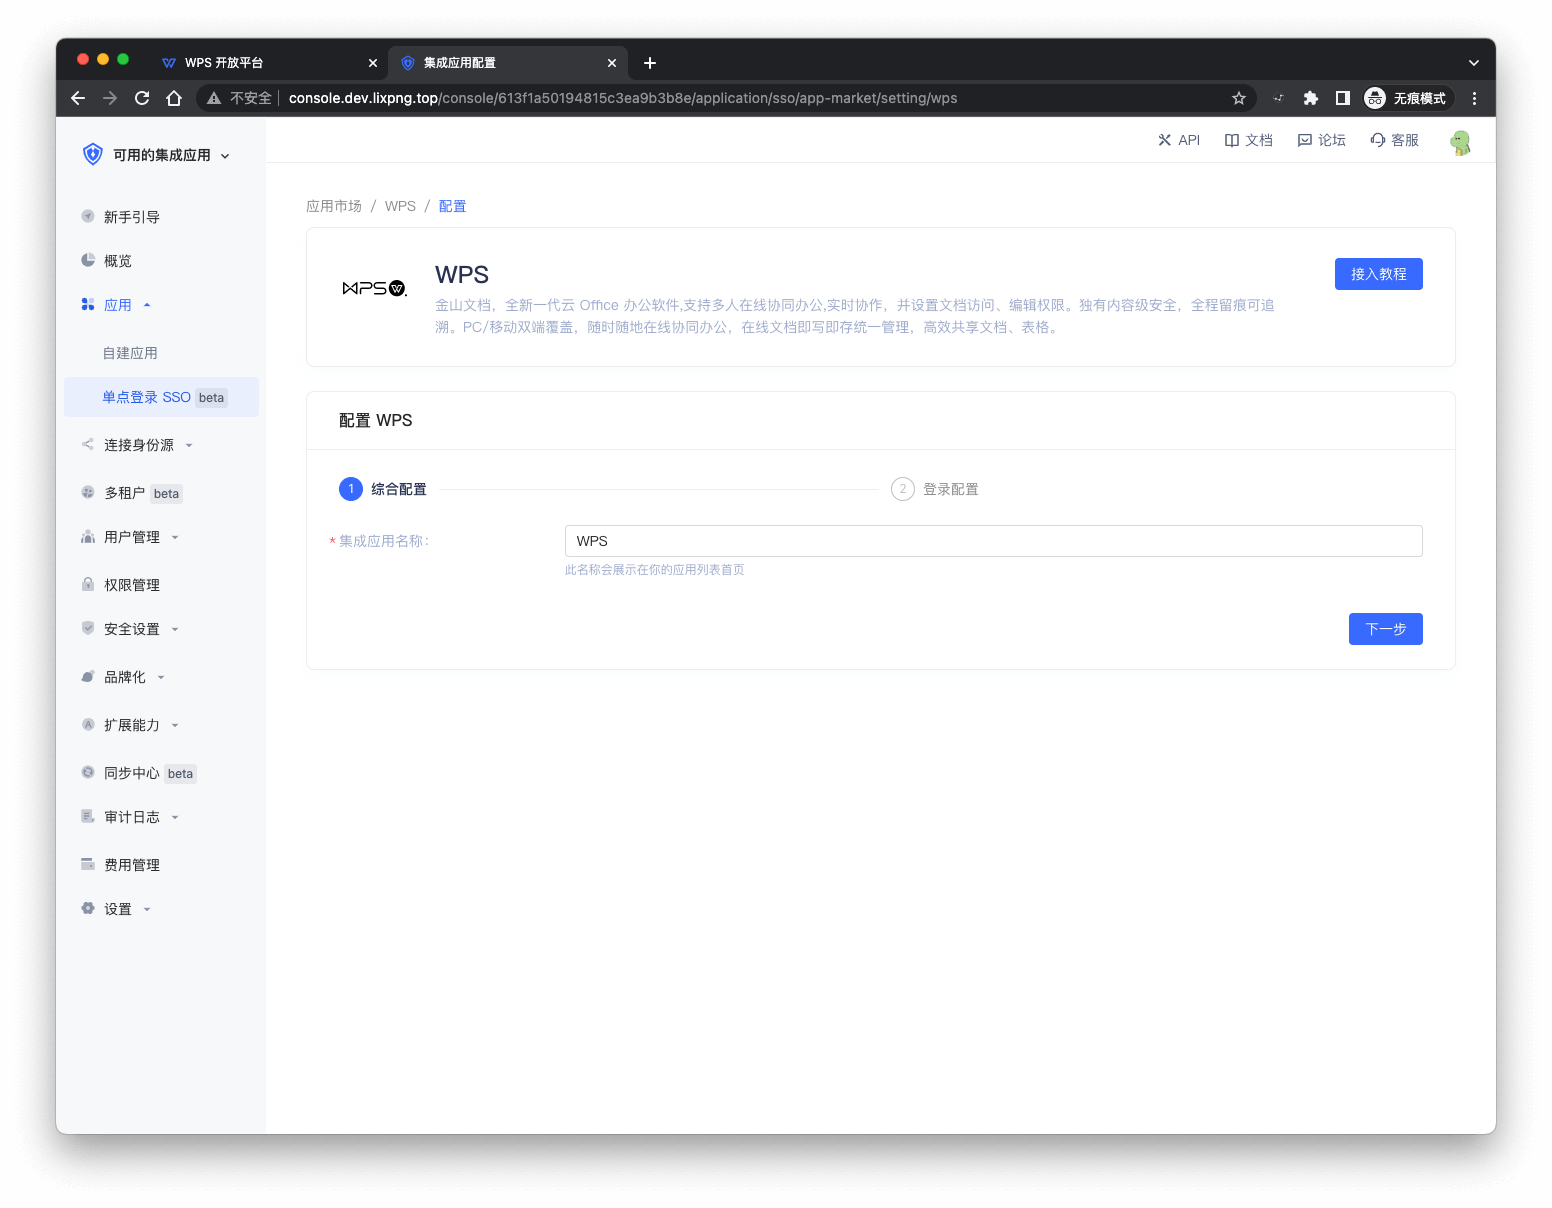 WPS 开放平台
集成应用配置
不安全
console.dev.lixpng.top/console/613f1a50194815c3ea9b3b8e/application/sso/app-market/setting/wps
无痕模式
可用的集成应用
API
文档
论坛
客服
新手引导
概览
应用
自建应用
单点登录 SSO beta
连接身份源
多租户 beta
用户管理
权限管理
安全设置
品牌化
扩展能力
同步中心 beta
审计日志
费用管理
设置
应用市场 / WPS / 配置
WPS
WPS
金山文档，全新一代云 Office 办公软件,支持多人在线协同办公,实时协作，并设置文档访问、编辑权限。独有内容级安全，全程留痕可追
溯。PC/移动双端覆盖，随时随地在线协同办公，在线文档即写即存统一管理，高效共享文档、表格。
接入教程
配置 WPS
1 综合配置
2 登录配置
* 集成应用名称：
WPS
此名称会展示在你的应用列表首页
下一步